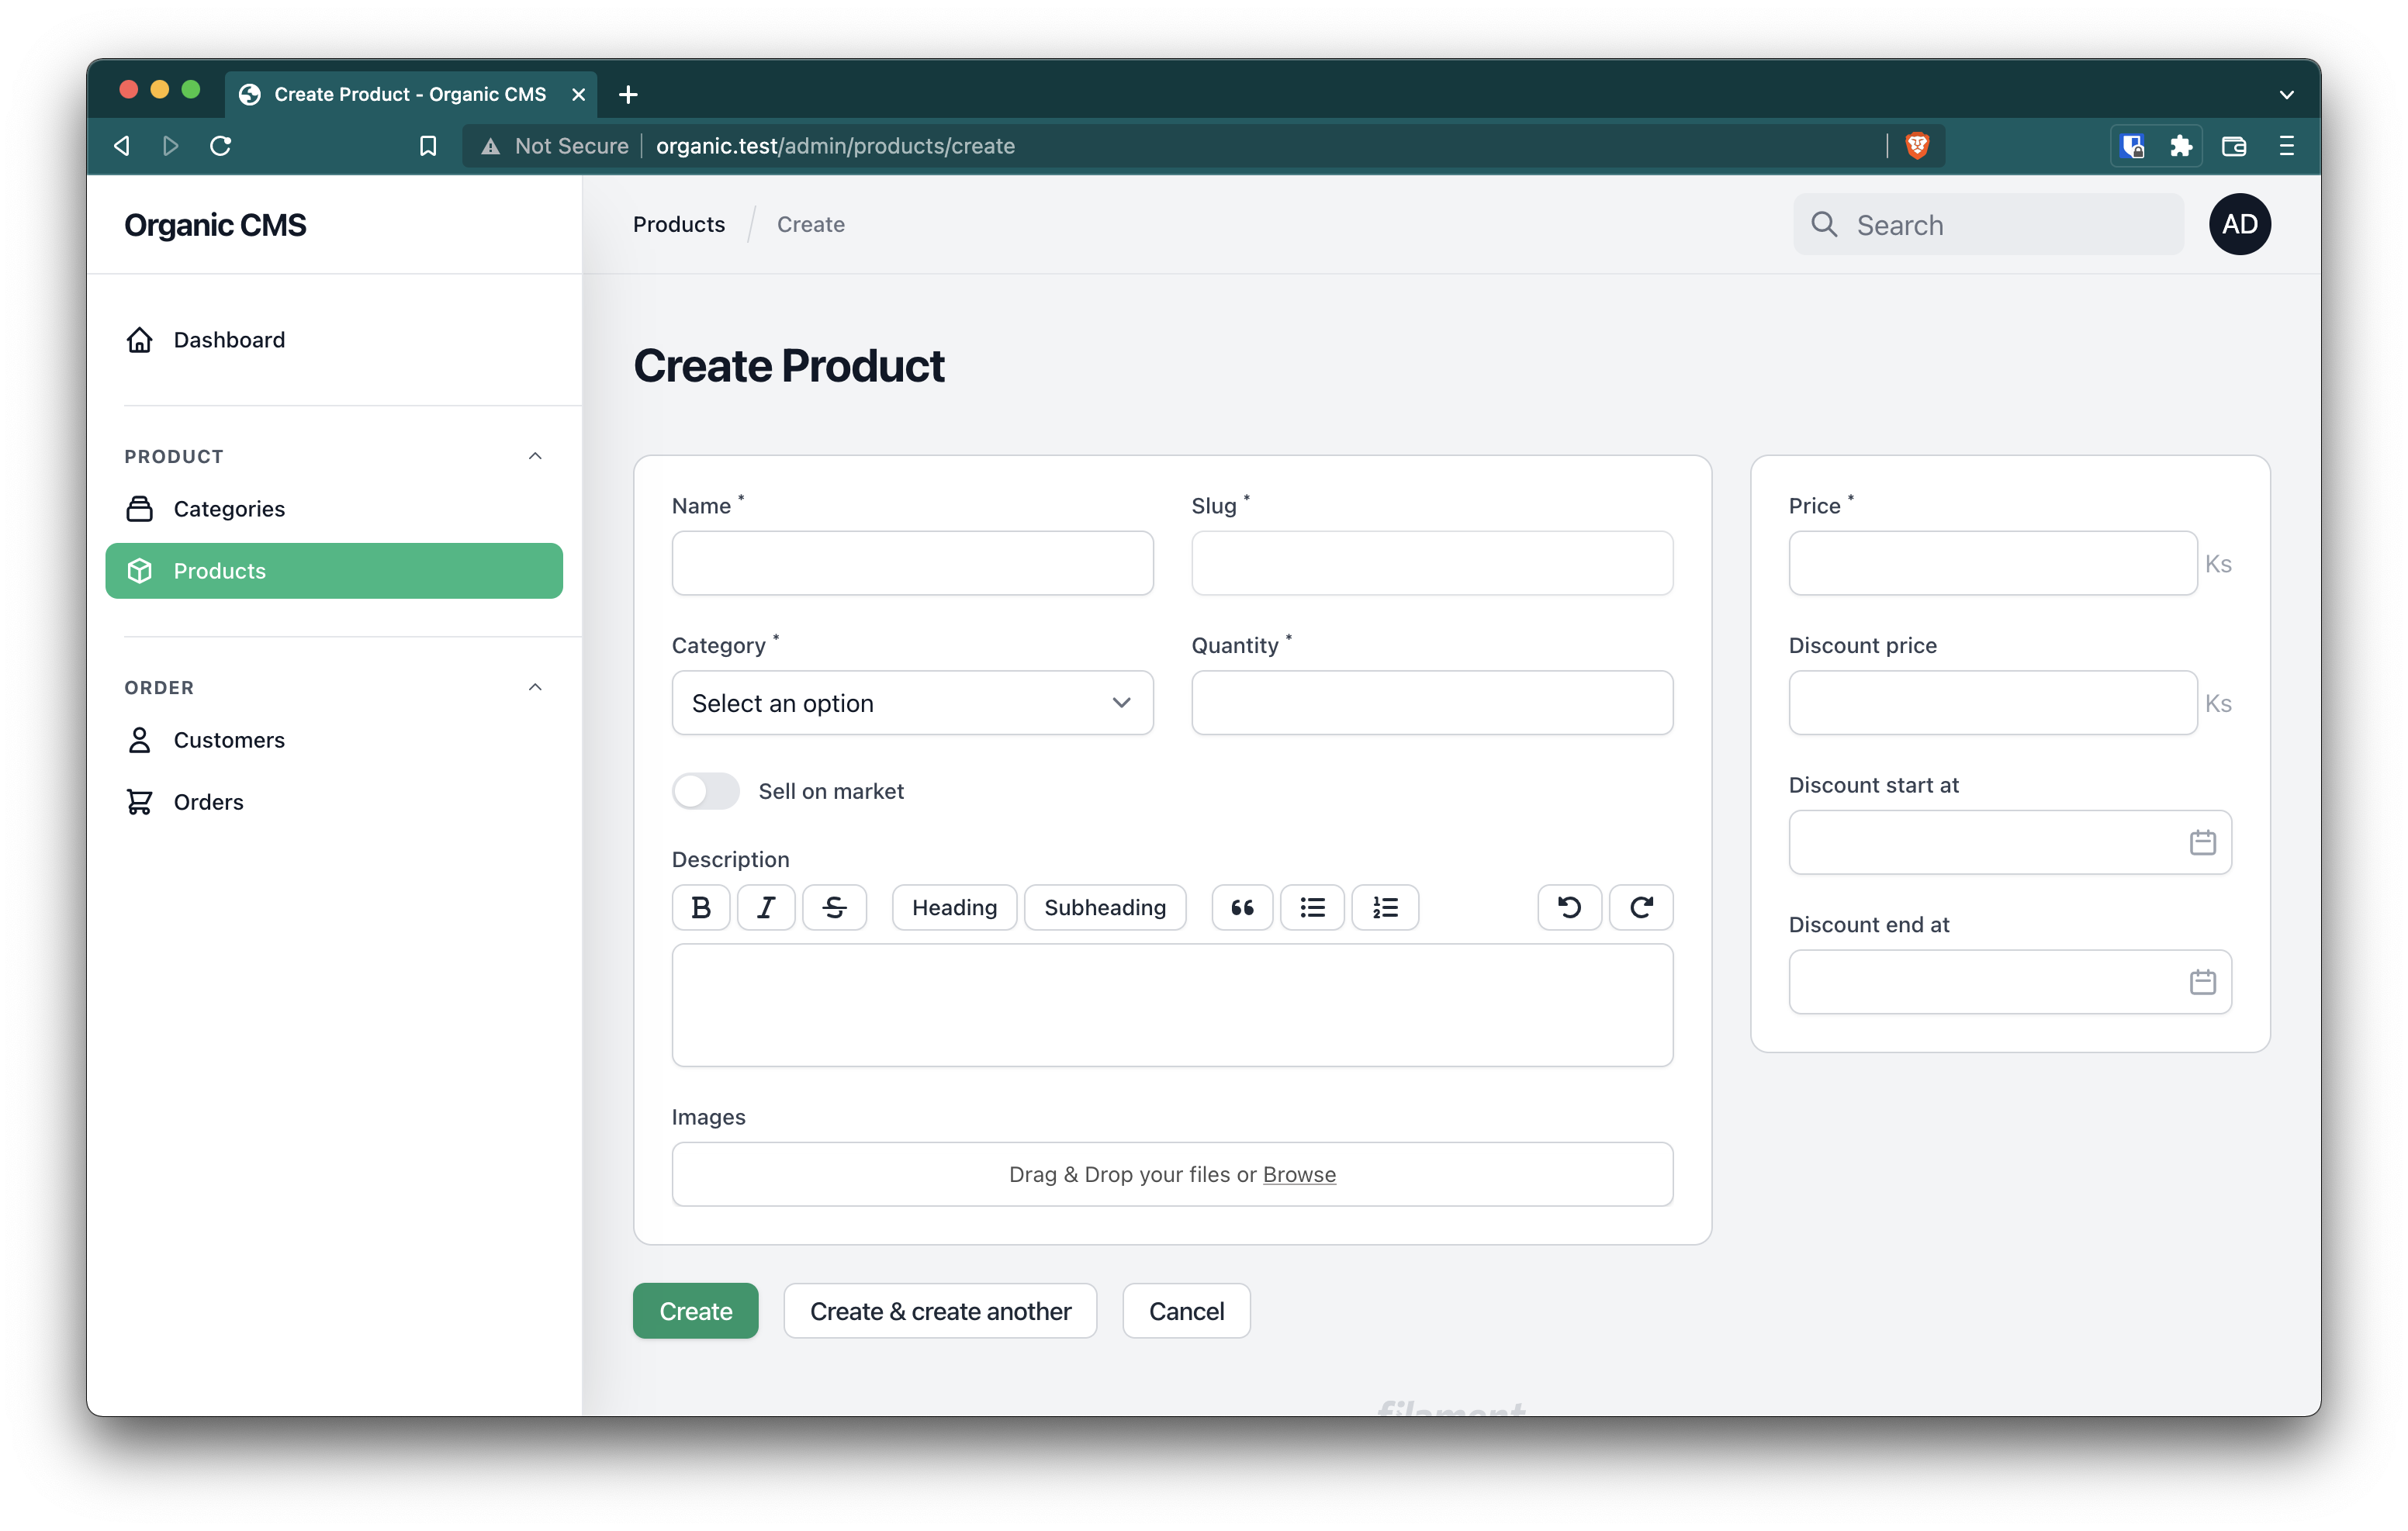 Create Product - Organic CMS
Not Secure organic.test/admin/products/create
Organic CMS
Products / Create
Search
AD
Dashboard
PRODUCT
Categories
Products
ORDER
Customers
Orders
Create Product
Name *
Slug *
Category *
Select an option
Quantity *
Sell on market
Description
B I S Heading Subheading
Images
Drag & Drop your files or Browse
Price *
Ks
Discount price
Ks
Discount start at
Discount end at
Create
Create & create another
Cancel
filament